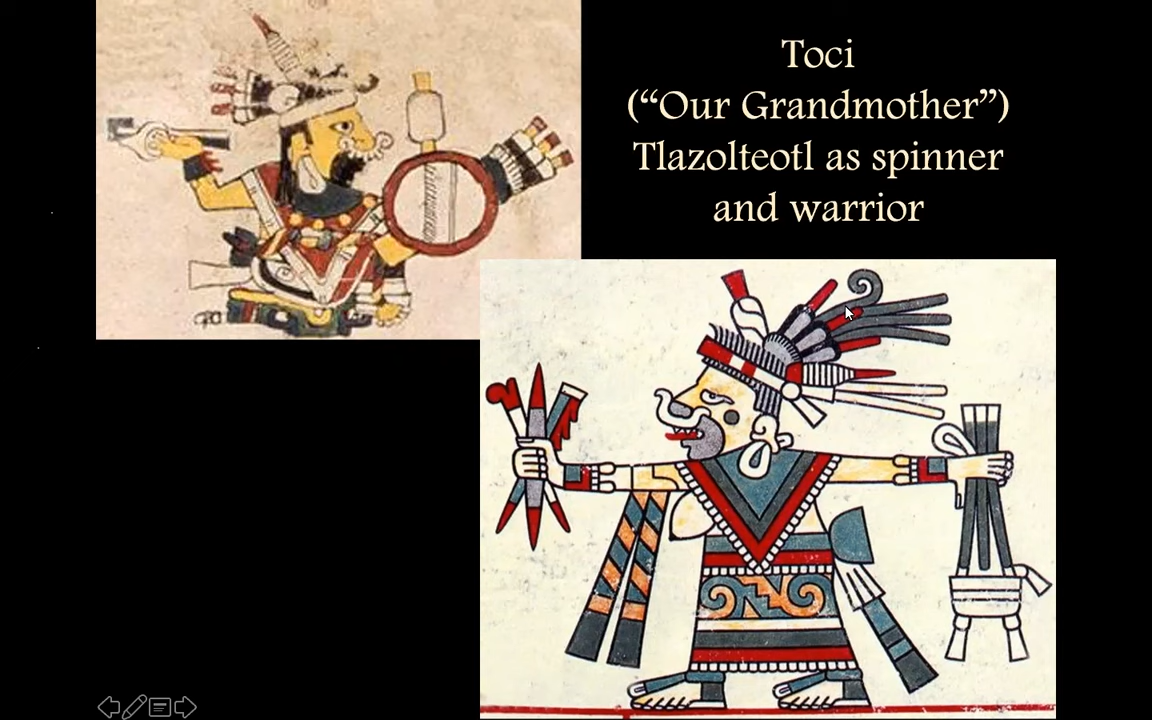 Toci
(“Our Grandmother”)
Tlazolteotl as spinner
and warrior